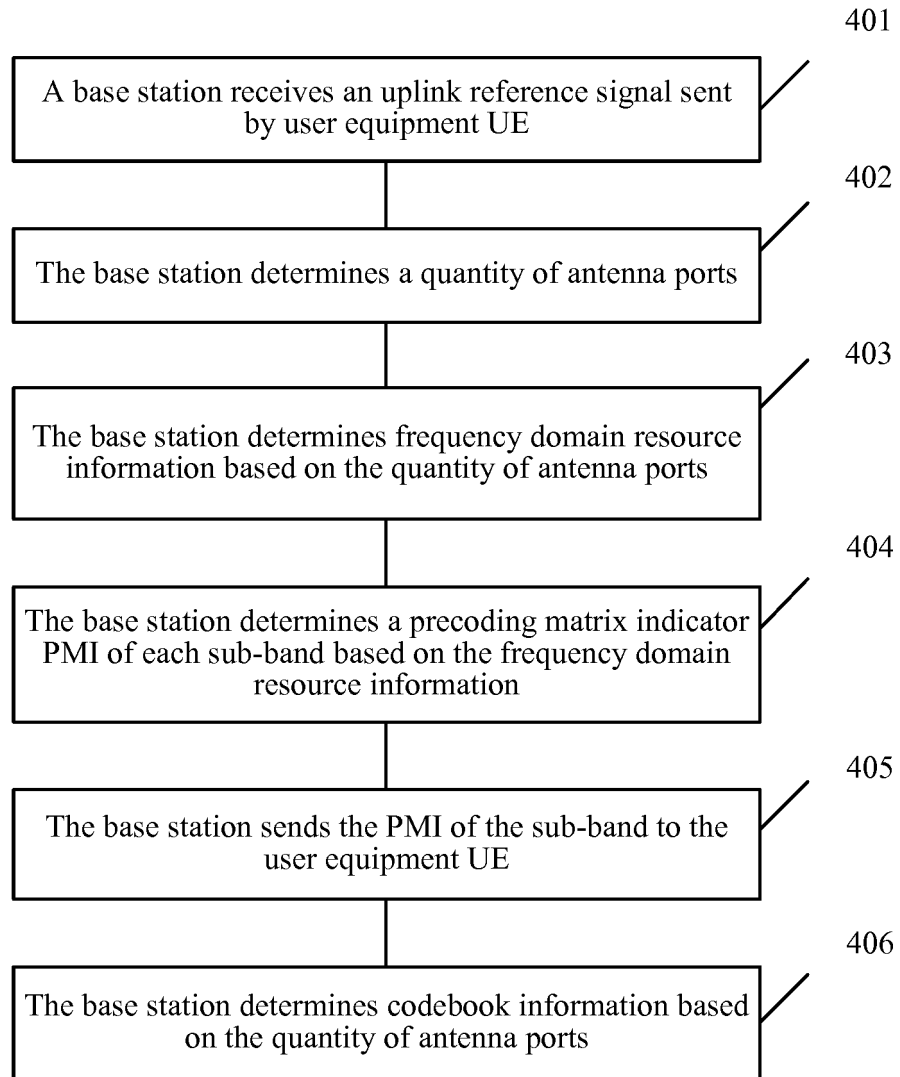 401
A base station receives an uplink reference signal sent
by user equipment UE
402
The base station determines a quantity of antenna ports
403
The base station determines frequency domain resource
information based on the quantity of antenna ports
404
The base station determines a precoding matrix indicator
PMI of each sub-band based on the frequency domain
resource information
405
The base station sends the PMI of the sub-band to the
user equipment UE
406
The base station determines codebook information based
on the quantity of antenna ports